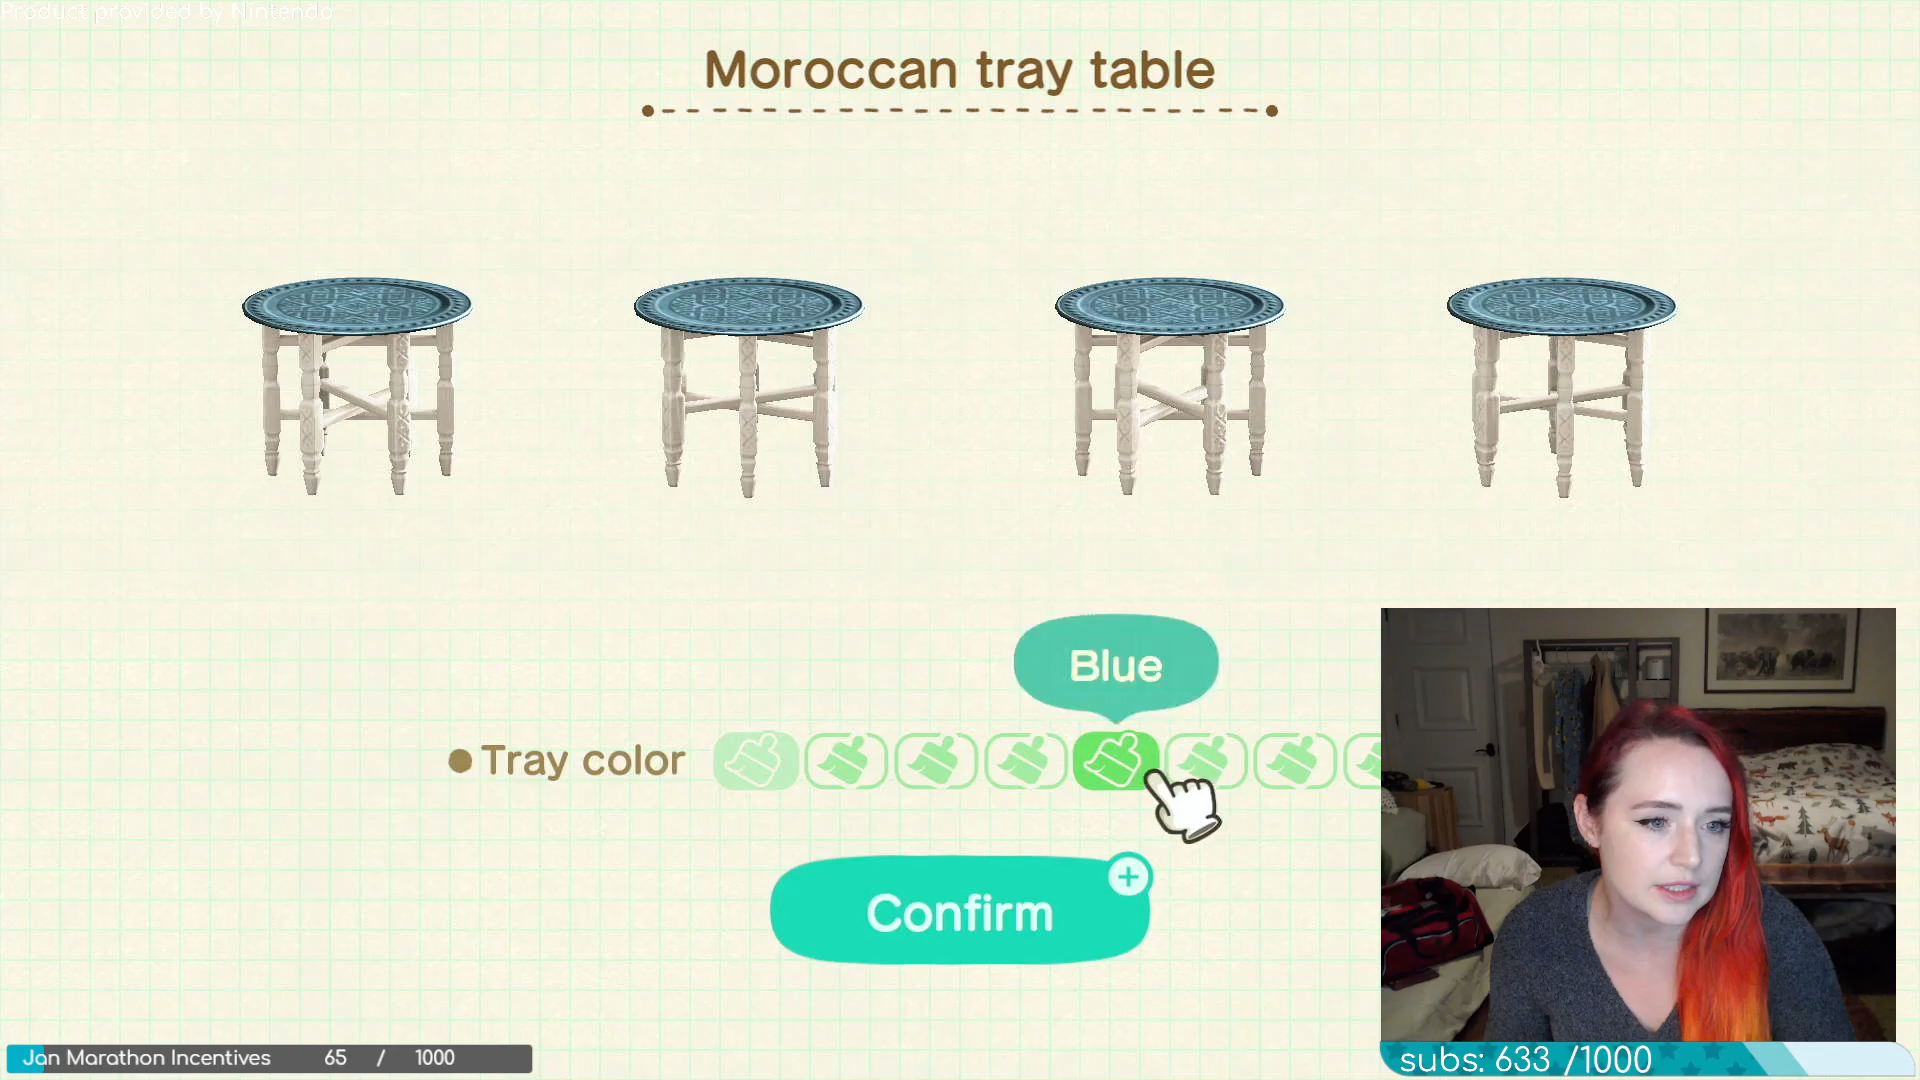 Product provided by Nintendo
Moroccan tray table
Blue
Tray color
Confirm
Jan Marathon Incentives 65 / 1000
subs: 633 /1000